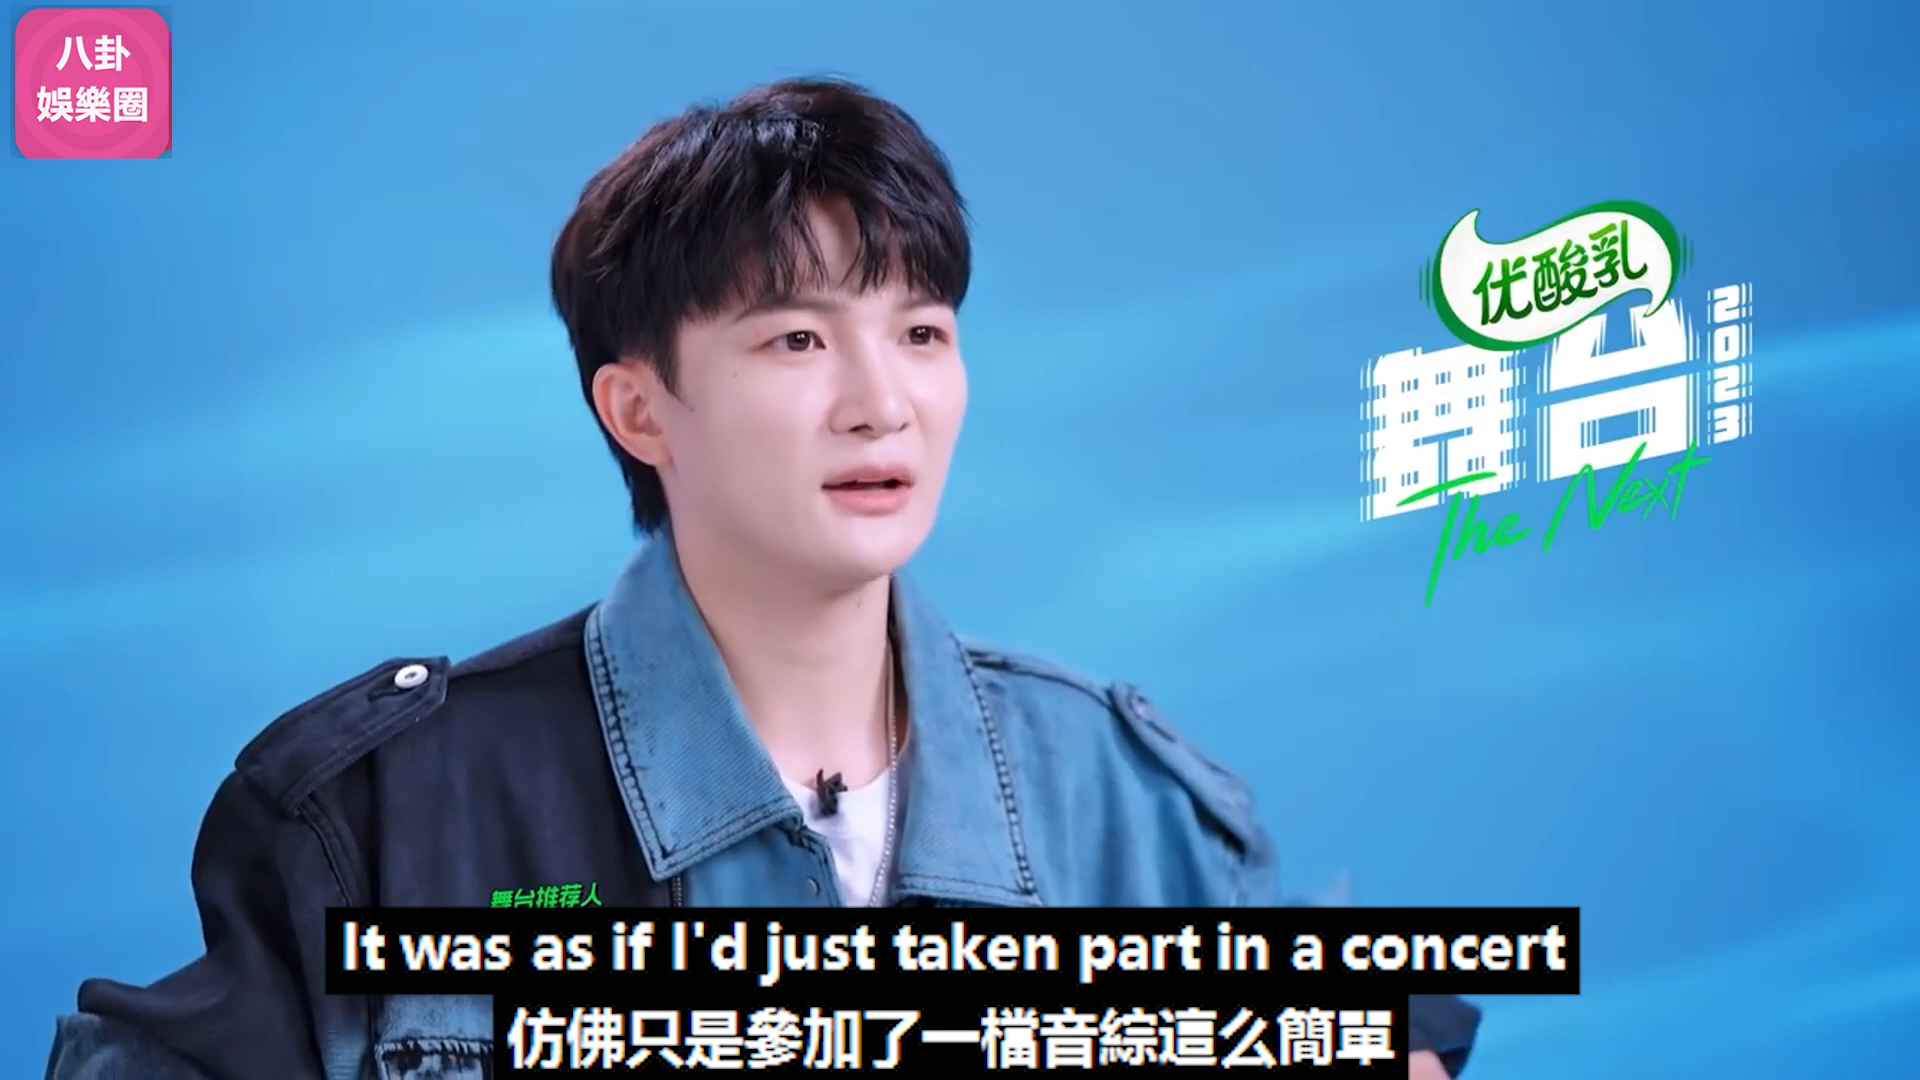 八卦
娛樂圈
优酸乳
舞台
2023
The Next
舞台推荐人
It was as if I'd just taken part in a concert
仿佛只是參加了一檔音綜這么簡單